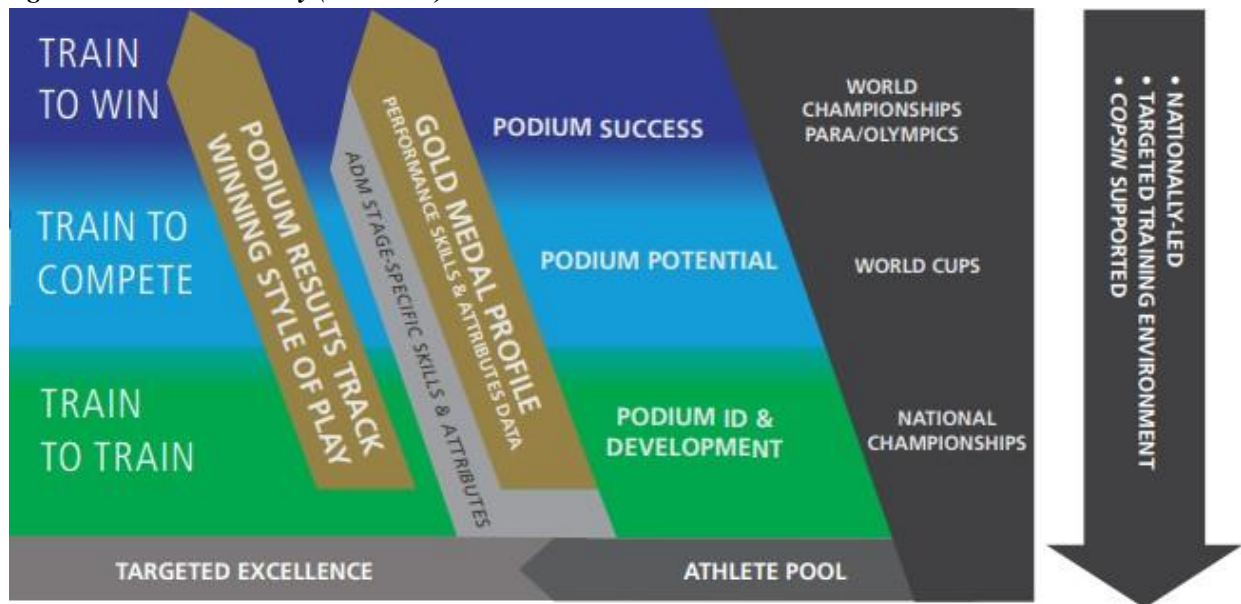 TRAIN
TO WIN
TRAIN TO
COMPETE
TRAIN
TO TRAIN
PODIUM RESULTS TRACK
WINNING STYLE OF PLAY
ADM STAGE-SPECIFIC SKILLS & ATTRIBUTES
GOLD MEDAL PROFILE
PERFORMANCE SKILLS & ATTRIBUTES DATA
PODIUM SUCCESS
PODIUM POTENTIAL
PODIUM ID &
DEVELOPMENT
WORLD
CHAMPIONSHIPS
PARA/OLYMPICS
WORLD CUPS
NATIONAL
CHAMPIONSHIPS
• NATIONALLY-LED
• TARGETED TRAINING ENVIRONMENT
• COPSIN SUPPORTED
TARGETED EXCELLENCE
ATHLETE POOL